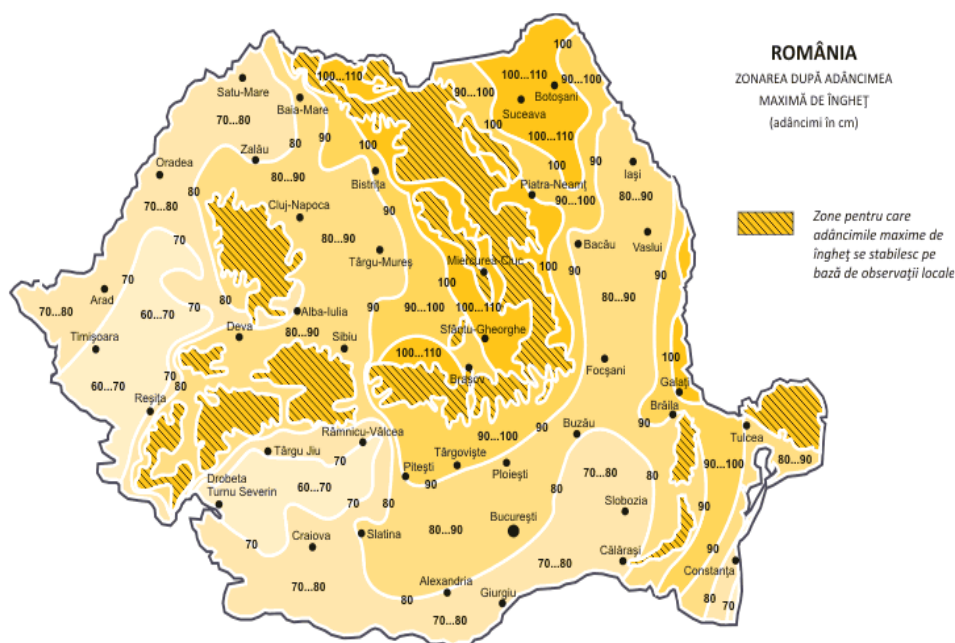 ROMÂNIA
ZONAREA DUPĂ ADÂNCIMEA
MAXIMĂ DE ÎNGHEȚ
(adâncimi în cm)
Zone pentru care
adâncimile maxime de
îngheț se stabilesc pe
bază de observații locale
100
100...110
90...100
100...110
Satu-Mare
Baia-Mare
90...100
Botoșani
Suceava
70...80
100
90
100...110
80
100
90
Zalău
Oradea
100
Iași
80...90
Bistrița
Piatra-Neamț
80
80...90
90...100
70...80
Cluj-Napoca
90
70
80...90
Târgu-Mureș
Bacău
Vaslui
100
Miercurea-Ciuc
70
90
Arad
100
80...90
70...80
60...70
70
80
Alba-Iulia
90
90...100
100...110
Timișoara
Deva
80...90
Sfântu-Gheorghe
Sibiu
100...110
100
Focșani
70
Brașov
60...70
80
Galați
Reșița
Brăila
90
Râmnicu-Vâlcea
90...100
90
Buzău
Tulcea
Târgu Jiu
Târgoviște
70
Pitești
Ploiești
80...90
90...100
70...80
80
Drobeta
Turnu Severin
60...70
90
80
70
80
Slobozia
90
București
80...90
70
Craiova
Slatina
90
Călărași
70...80
Constanța
70...80
Alexandria
80
Giurgiu
80
70
70...80